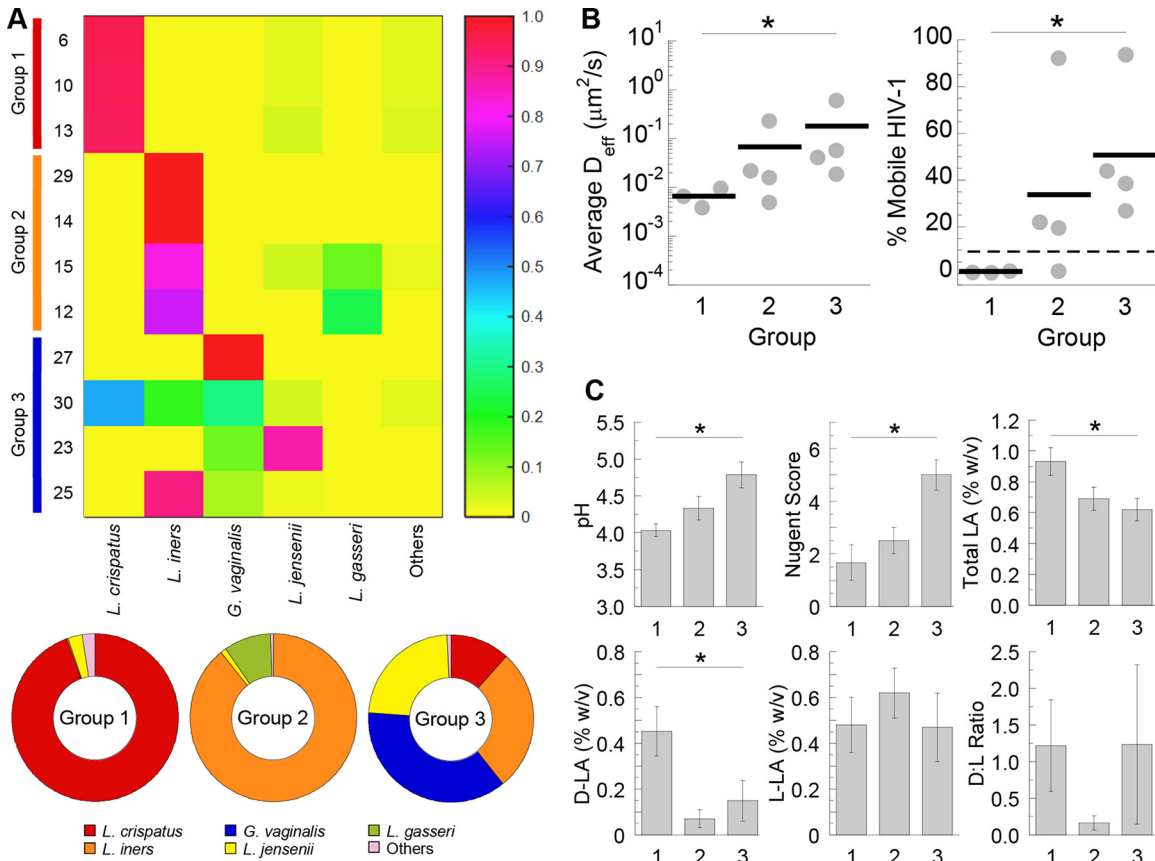 A
Group 1
6
10
13
Group 2
29
14
15
12
Group 3
27
30
23
25
L. crispatus
L. iners
G. vaginalis
L. jensenii
L. gasseri
Others
1.0
0.9
0.8
0.7
0.6
0.5
0.4
0.3
0.2
0.1
0
Group 1
Group 2
Group 3
L. crispatus
G. vaginalis
L. gasseri
L. iners
L. jensenii
Others
B
Average D_eff (μm²/s)
10¹
10⁰
10⁻¹
10⁻²
10⁻³
10⁻⁴
*
1 2 3
Group
% Mobile HIV-1
100
80
60
40
20
0
*
1 2 3
Group
C
pH
5.5
5.0
4.5
4.0
3.5
3.0
*
1 2 3
Nugent Score
6
4
2
0
*
1 2 3
Total LA (% w/v)
1.2
1.0
0.8
0.6
0.4
0.2
0.0
*
1 2 3
D-LA (% w/v)
0.8
0.6
0.4
0.2
0
*
1 2 3
L-LA (% w/v)
0.8
0.6
0.4
0.2
0
1 2 3
D:L Ratio
2.5
2.0
1.5
1.0
0.5
0.0
1 2 3